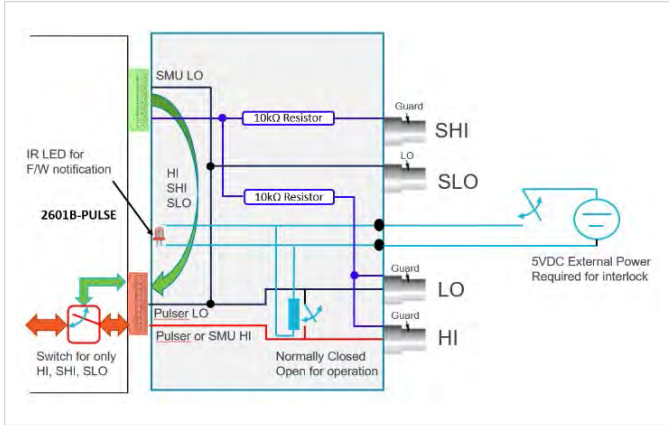 SMU LO
Guard
10kΩ Resistor
SHI
IR LED for
F/W notification
LO
SLO
HI
SHI
SLO
2601B-PULSE
10kΩ Resistor
5VDC External Power
Required for interlock
Guard
LO
Pulser LO
Guard
HI
Pulser or SMU HI
Switch for only
HI, SHI, SLO
Normally Closed
Open for operation